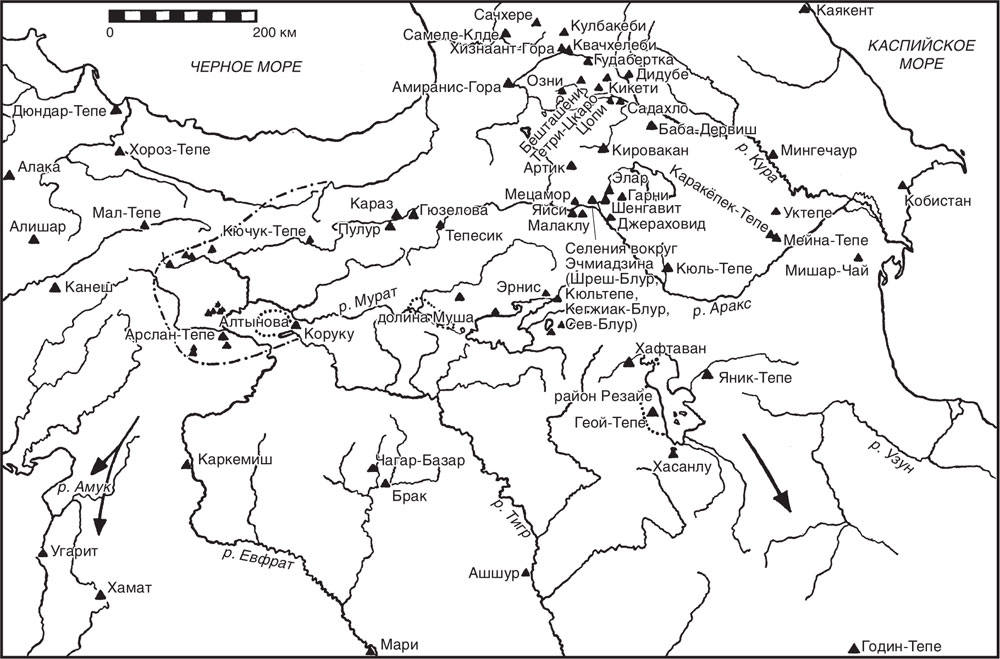 200 км
ЧЕРНОЕ МОРЕ
КАСПИЙСКОЕ
МОРЕ
Каякент
Сачхере
Самеле-Клде
Хизнаант-Гора
Кулбакеби
Квачхелеби
Гудабертка
Амиранис-Гора
Озни
Дидубе
Кикети
Бешташени
Тетри-Цкаро
Цопи
Садахло
Баба-Дервиш
Дюндар-Тепе
Хороз-Тепе
Кировакан
р. Кура
Мингечаур
Алака
Артик
Элар
Каракёпек-Тепе
Мецамор
Гарни
Кобистан
Мал-Тепе
Караз
Гюзелова
Яйси
Шенгавит
Уктепе
Алишар
Кючук-Тепе
Пулур
Тепесик
Малаклу
Джераховид
Мейна-Тепе
Селения вокруг
Эчмиадзина
(Шреш-Блур,
Кюльтепе,
Кегжиак-Блур,
Сев-Блур)
Кюль-Тепе
Мишар-Чай
Канеш
Эрнис
р. Мурат
р. Аракс
Алтынова
долина Муша
Арслан-Тепе
Коруку
Хафтаван
Яник-Тепе
район Резайе
Геой-Тепе
Хасанлу
р. Узун
Каркемиш
Чагар-Базар
Брак
р. Амук
р. Тигр
Угарит
р. Евфрат
Хамат
Ашшур
Мари
Годин-Тепе